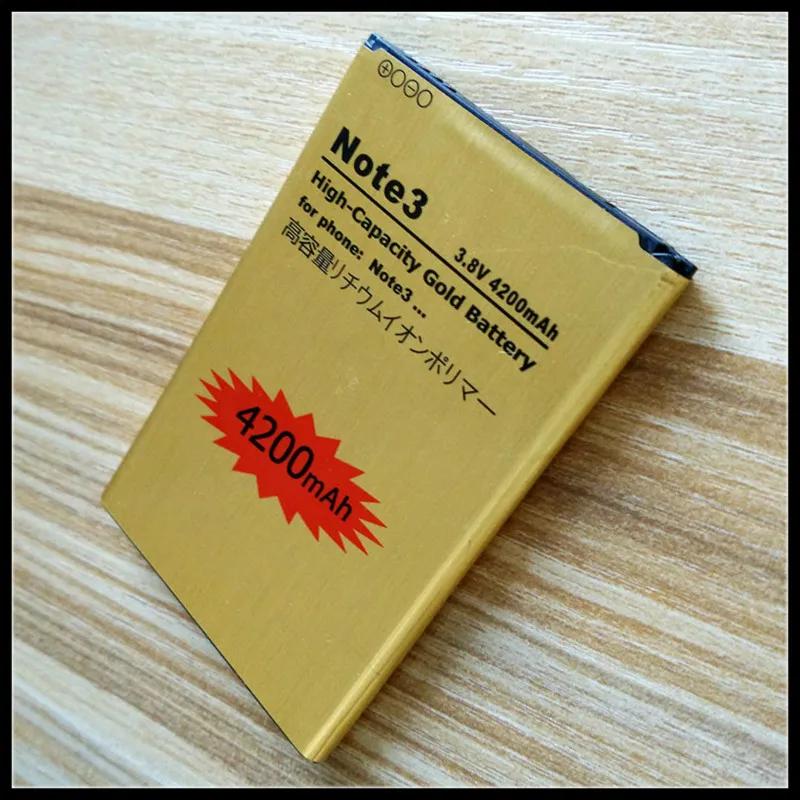 ⊕○⊖○
Note3
3.8V 4200mAh
High-Capacity Gold Battery
for phone: Note3 ...
高容量リチウムイオンポリマー
4200mAh